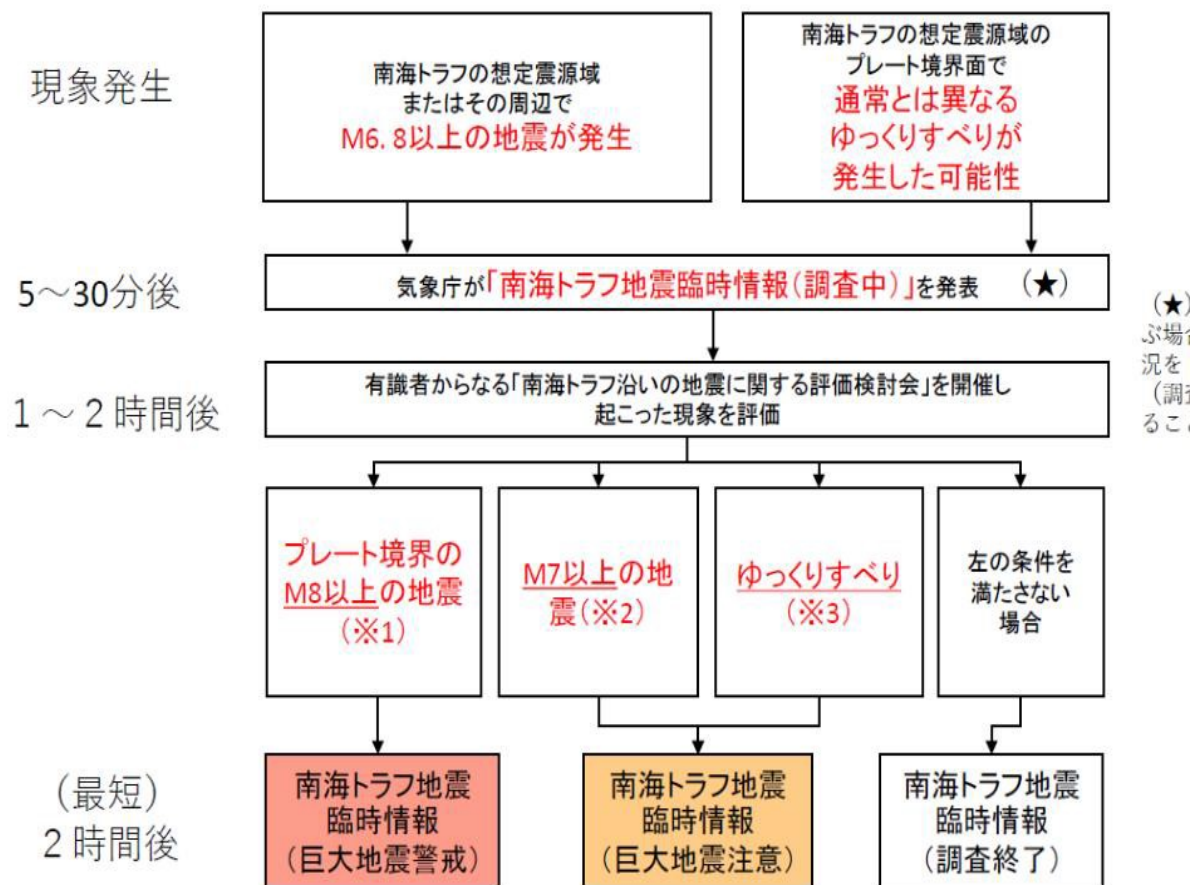 現象発生
南海トラフの想定震源域
またはその周辺で
M6.8以上の地震が発生
南海トラフの想定震源域の
プレート境界面で
通常とは異なる
ゆっくりすべりが
発生した可能性
5～30分後
気象庁が「南海トラフ地震臨時情報(調査中)」を発表 (★)
(★)
ぶ場合
況を
(調査
ること
1～2時間後
有識者からなる「南海トラフ沿いの地震に関する評価検討会」を開催し
起こった現象を評価
プレート境界の
M8以上の地震
(※1)
M7以上の地
震(※2)
ゆっくりすべり
(※3)
左の条件を
満たさない
場合
(最短)
2時間後
南海トラフ地震
臨時情報
(巨大地震警戒)
南海トラフ地震
臨時情報
(巨大地震注意)
南海トラフ地震
臨時情報
(調査終了)